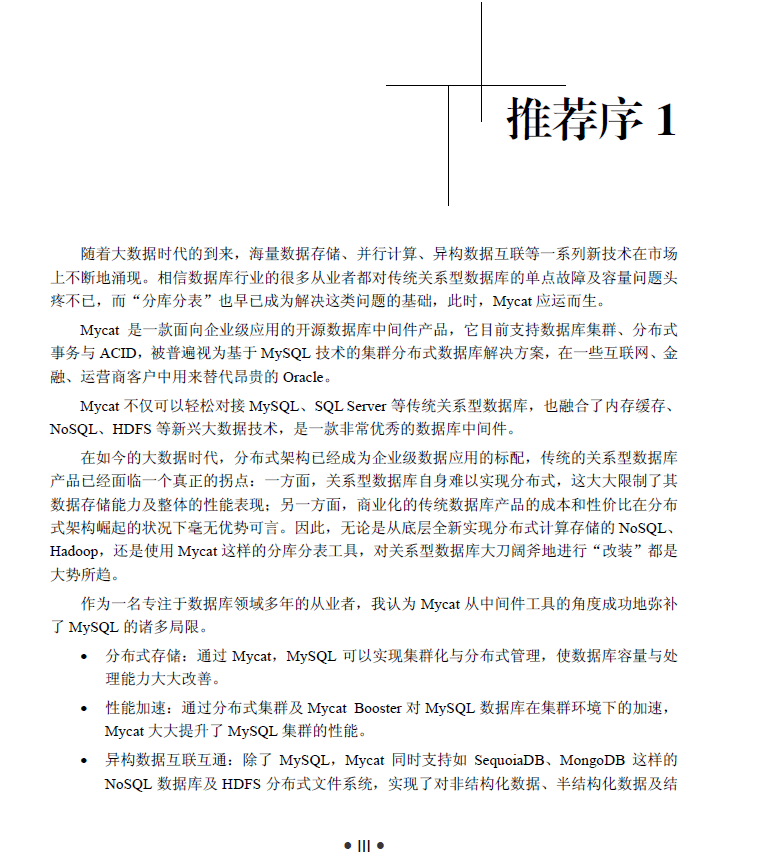 推荐序 1
随着大数据时代的到来，海量数据存储、并行计算、异构数据互联等一系列新技术在市场
上不断地涌现。相信数据库行业的很多从业者都对传统关系型数据库的单点故障及容量问题头
疼不已，而“分库分表”也早已成为解决这类问题的基础，此时，Mycat 应运而生。
Mycat 是一款面向企业级应用的开源数据库中间件产品，它目前支持数据库集群、分布式
事务与 ACID，被普遍视为基于 MySQL 技术的集群分布式数据库解决方案，在一些互联网、金
融、运营商客户中用来替代昂贵的 Oracle。
Mycat 不仅可以轻松对接 MySQL、SQL Server 等传统关系型数据库，也融合了内存缓存、
NoSQL、HDFS 等新兴大数据技术，是一款非常优秀的数据库中间件。
在如今的大数据时代，分布式架构已经成为企业级数据应用的标配，传统的关系型数据库
产品已经面临一个真正的拐点：一方面，关系型数据库自身难以实现分布式，这大大限制了其
数据存储能力及整体的性能表现；另一方面，商业化的传统数据库产品的成本和性价比在分布
式架构崛起的状况下毫无优势可言。因此，无论是从底层全新实现分布式计算存储的 NoSQL、
Hadoop，还是使用 Mycat 这样的分库分表工具，对关系型数据库大刀阔斧地进行“改装”都是
大势所趋。
作为一名专注于数据库领域多年的从业者，我认为 Mycat 从中间件工具的角度成功地弥补
了 MySQL 的诸多局限。
• 分布式存储：通过 Mycat，MySQL 可以实现集群化与分布式管理，使数据库容量与处
理能力大大改善。
• 性能加速：通过分布式集群及 Mycat Booster 对 MySQL 数据库在集群环境下的加速，
Mycat 大大提升了 MySQL 集群的性能。
• 异构数据互联互通：除了 MySQL，Mycat 同时支持如 SequoiaDB、MongoDB 这样的
NoSQL 数据库及 HDFS 分布式文件系统，实现了对非结构化数据、半结构化数据及结
• III •